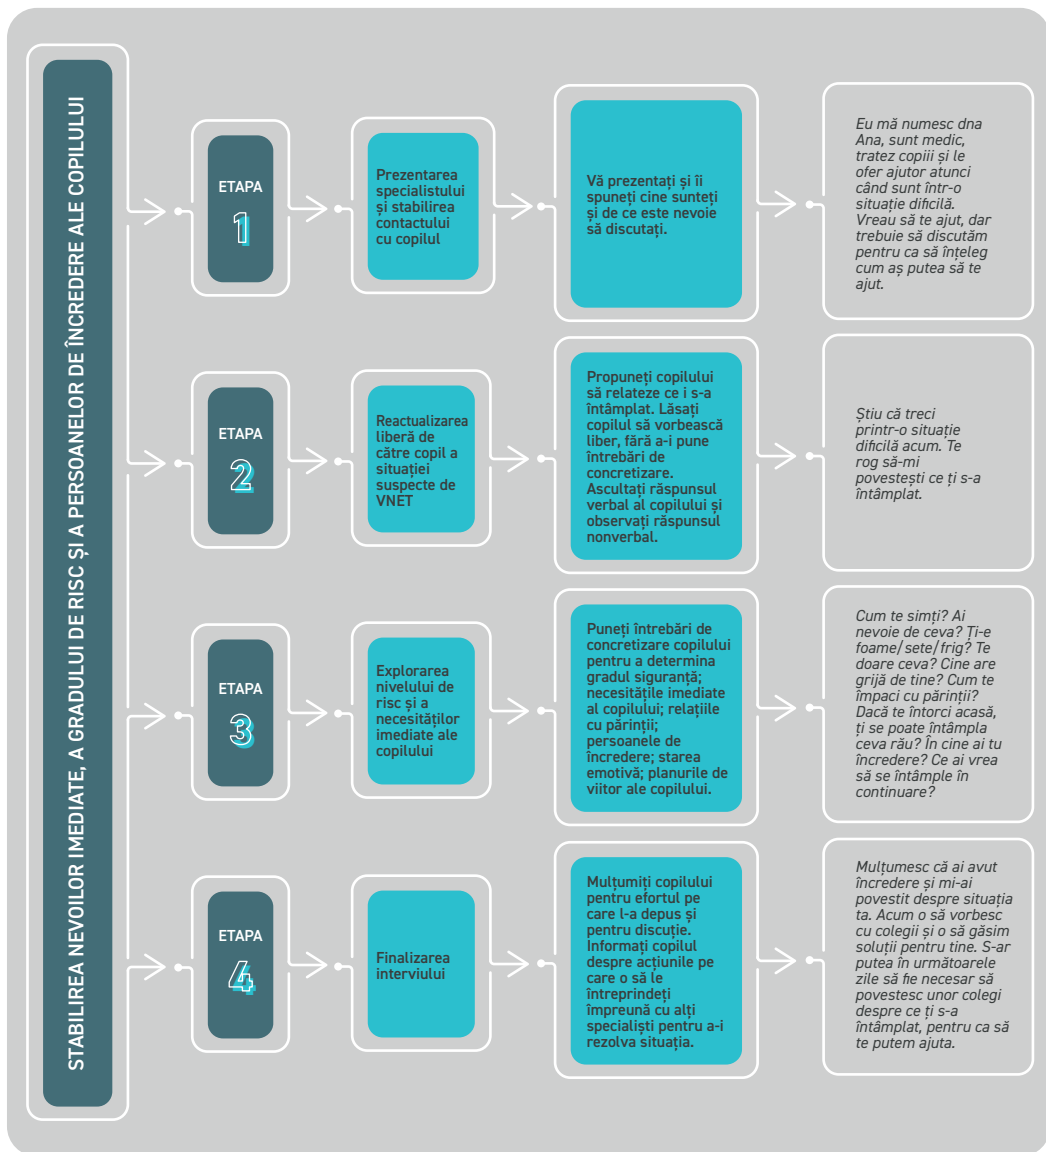 STABILIREA NEVOILOR IMEDIATE, A GRADULUI DE RISC ȘI A PERSOANELOR DE ÎNCREDERE ALE COPILULUI
ETAPA
1
Prezentarea
specialistului
și stabilirea
contactului
cu copilul
Vă prezentați și îi
spuneți cine sunteți
și de ce este nevoie
să discutați.
Eu mă numesc dna
Ana, sunt medic,
tratez copiii și le
ofer ajutor atunci
când sunt într-o
situație dificilă.
Vreau să te ajut, dar
trebuie să discutăm
pentru ca să înțeleg
cum aș putea să te
ajut.
ETAPA
2
Reactualizarea
liberă de
către copil a
situației
suspecte de
VNET
Propuneți copilului
să relateze ce i s-a
întâmplat. Lăsați
copilul să vorbească
liber, fără a-i pune
întrebări de
concretizare.
Ascultați răspunsul
verbal al copilului și
observați răspunsul
nonverbal.
Știu că treci
printr-o situație
dificilă acum. Te
rog să-mi
povestești ce ți s-a
întâmplat.
ETAPA
3
Explorarea
nivelului de
risc și a
necesităților
imediate ale
copilului
Puneți întrebări de
concretizare copilului
pentru a determina
gradul siguranță;
necesitățile imediate
al copilului; relațiile
cu părinții;
persoanele de
încredere; starea
emotivă; planurile de
viitor ale copilului.
Cum te simți? Ai
nevoie de ceva? Ți-e
foame/sete/frig? Te
doare ceva? Cine are
grijă de tine? Cum te
împaci cu părinții?
Dacă te întorci acasă,
ți se poate întâmpla
ceva rău? În cine ai tu
încredere? Ce ai vrea
să se întâmple în
continuare?
ETAPA
4
Finalizarea
interviului
Mulțumiți copilului
pentru efortul pe
care l-a depus și
pentru discuție.
Informați copilul
despre acțiunile pe
care o să le
întreprindeți
împreună cu alți
specialiști pentru a-i
rezolva situația.
Mulțumesc că ai avut
încredere și mi-ai
povestit despre situația
ta. Acum o să vorbesc
cu colegii și o să găsim
soluții pentru tine. S-ar
putea în următoarele
zile să fie necesar să
povestesc unor colegi
despre ce ți s-a
întâmplat, pentru ca să
te putem ajuta.